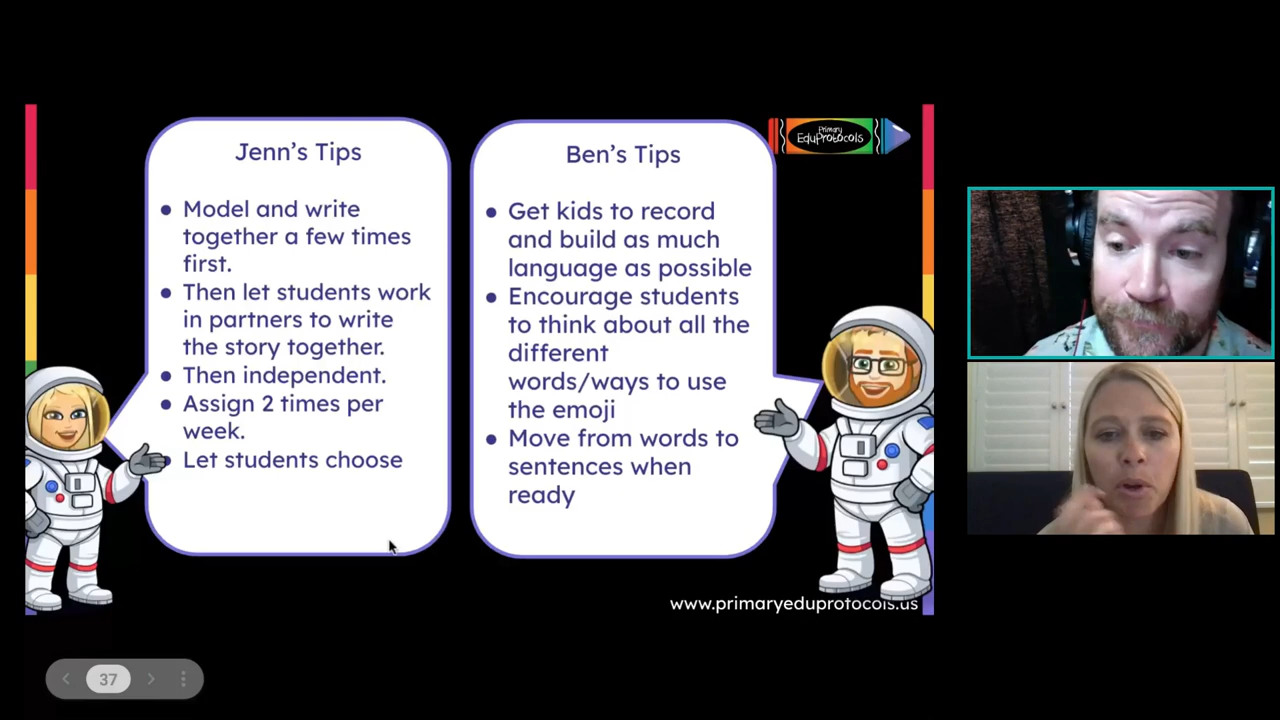 Jenn's Tips
● Model and write
together a few times
first.
● Then let students work
in partners to write
the story together.
● Then independent.
● Assign 2 times per
week.
● Let students choose
Ben's Tips
● Get kids to record
and build as much
language as possible
● Encourage students
to think about all the
different
words/ways to use
the emoji
● Move from words to
sentences when
ready
Primary
EduProtocols
www.primaryeduprotocols.us
37